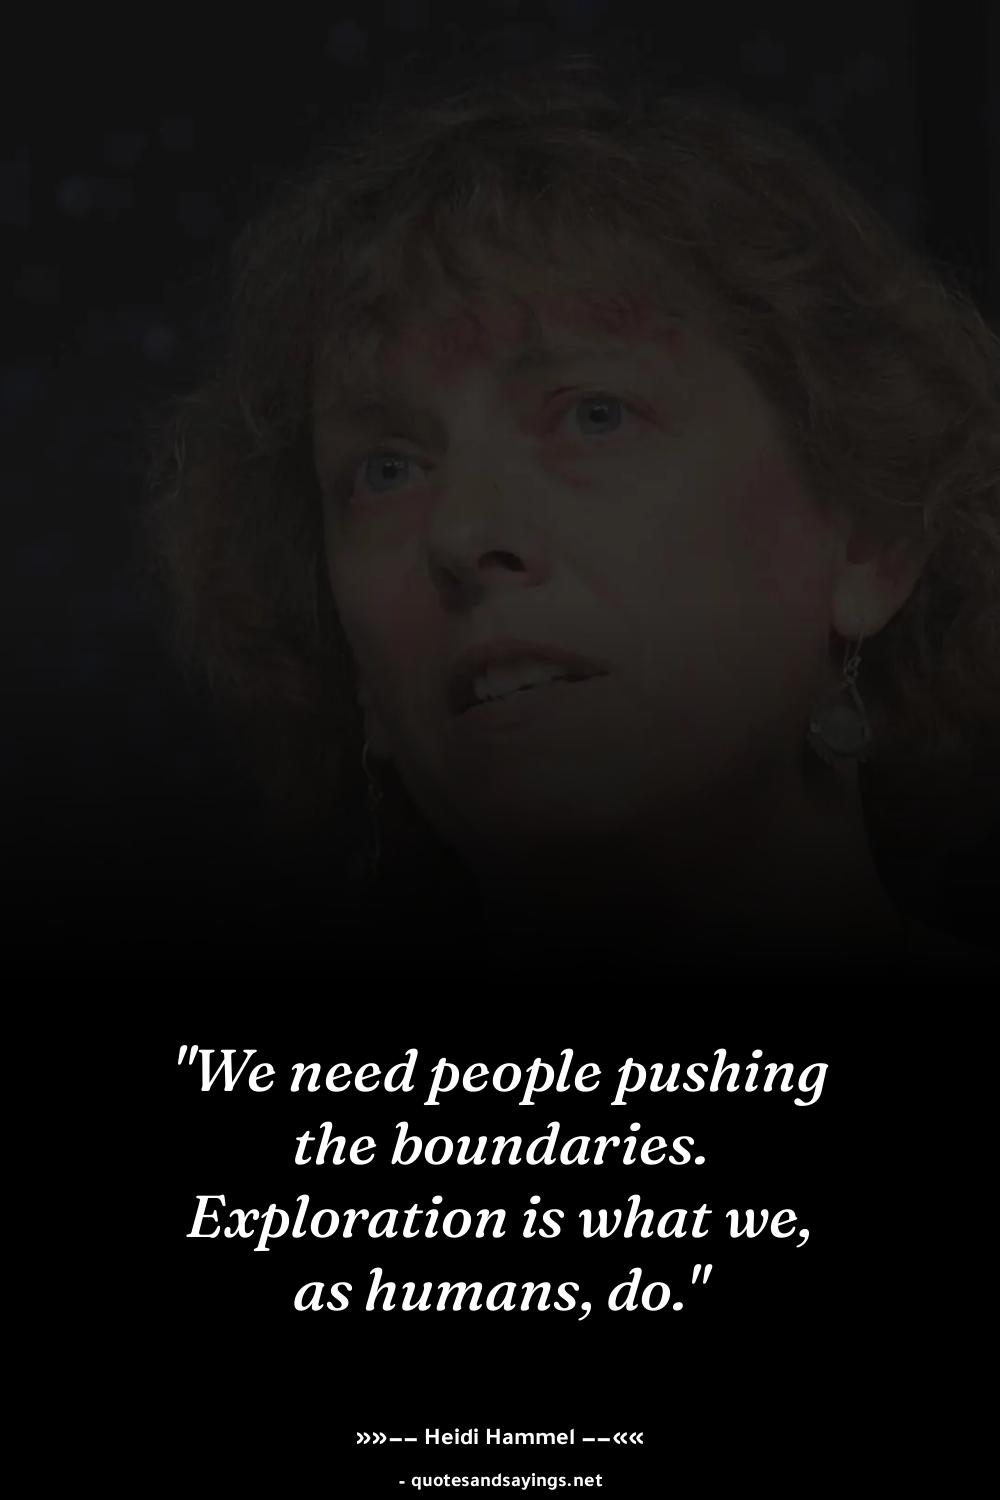 "We need people pushing
the boundaries.
Exploration is what we,
as humans, do."
»»–– Heidi Hammel ––««
- quotesandsayings.net